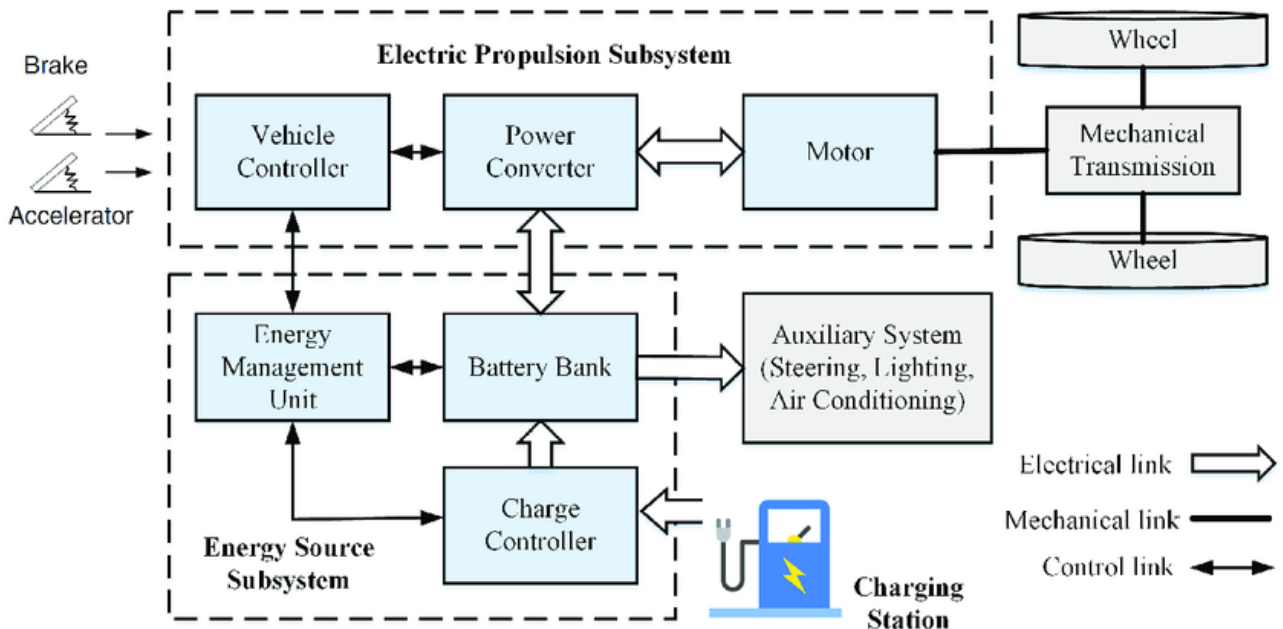 Electric Propulsion Subsystem
Brake
Accelerator
Vehicle
Controller
Power
Converter
Motor
Wheel
Mechanical
Transmission
Wheel
Energy
Management
Unit
Battery Bank
Auxiliary System
(Steering, Lighting,
Air Conditioning)
Charge
Controller
Energy Source
Subsystem
Charging
Station
Electrical link
Mechanical link
Control link